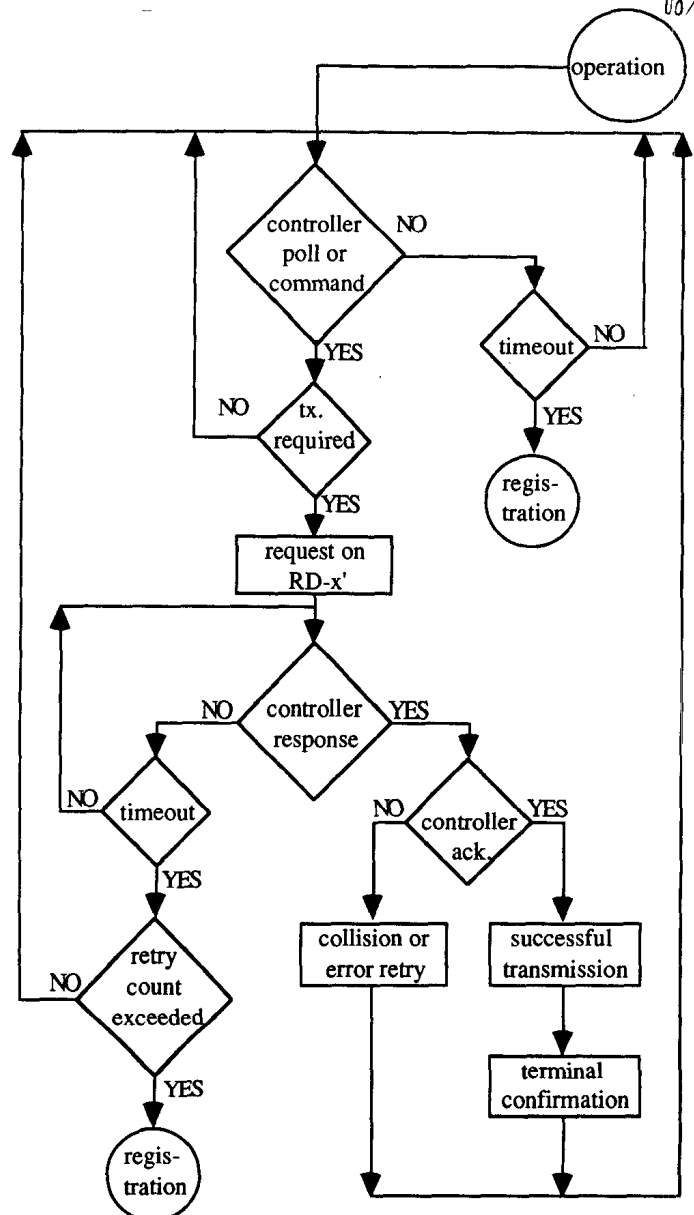 operation
controller
poll or
command
NO
YES
timeout
NO
YES
regis-
tration
tx.
required
NO
YES
request on
RD-x'
controller
response
NO
YES
timeout
NO
YES
controller
ack.
NO
YES
retry
count
exceeded
NO
YES
collision or
error retry
successful
transmission
terminal
confirmation
regis-
tration